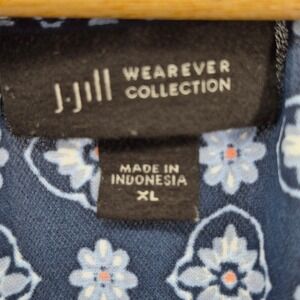 J.Jill WEAREVER
COLLECTION
MADE IN
INDONESIA
XL